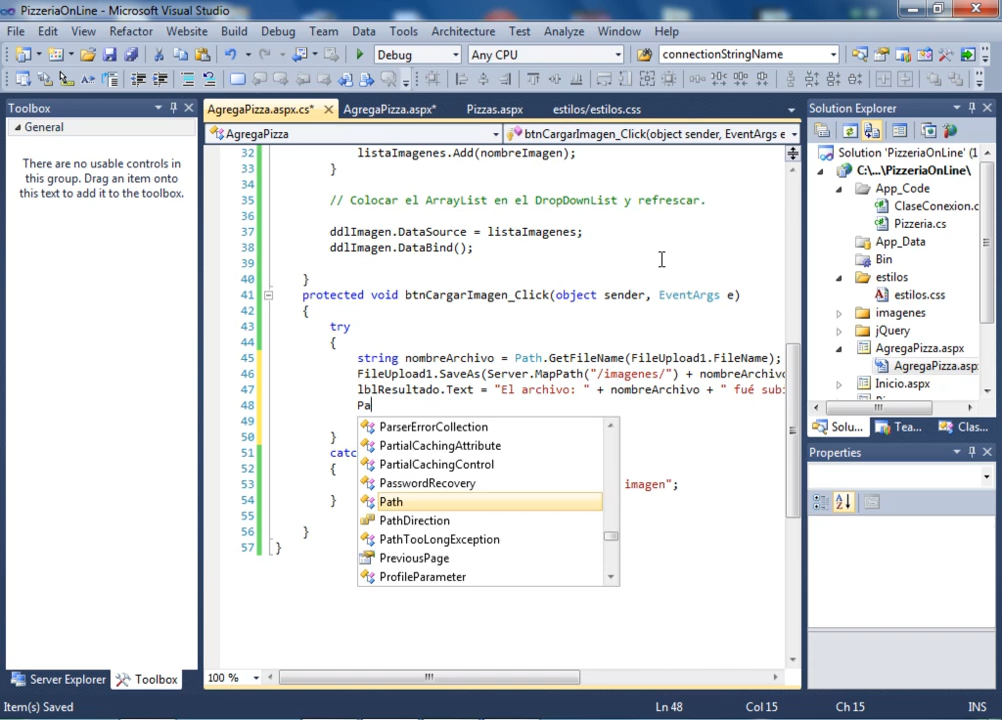 PizzeriaOnLine - Microsoft Visual Studio
File Edit View Refactor Website Build Debug Team Data Tools Architecture Test Analyze Window Help
Debug Any CPU connectionStringName
Toolbox
General
There are no usable controls in
this group. Drag an item onto
this text to add it to the toolbox.
Server Explorer Toolbox
AgregaPizza.aspx.cs* AgregaPizza.aspx* Pizzas.aspx estilos/estilos.css
AgregaPizza btnCargarImagen_Click(object sender, EventArgs e
32 listaImagenes.Add(nombreImagen);
33 }
34
35 // Colocar el ArrayList en el DropDownList y refrescar.
36
37 ddlImagen.DataSource = listaImagenes;
38 ddlImagen.DataBind();
39
40 }
41 protected void btnCargarImagen_Click(object sender, EventArgs e)
42 {
43 try
44 {
45 string nombreArchivo = Path.GetFileName(FileUpload1.FileName);
46 FileUpload1.SaveAs(Server.MapPath("/imagenes/") + nombreArchivo
47 lblResultado.Text = "El archivo: " + nombreArchivo + " fué sub
48 Pa
49
50 }
51 catc
52 {
53 imagen";
54 }
55
56 }
57 }
ParserErrorCollection
PartialCachingAttribute
PartialCachingControl
PasswordRecovery
Path
PathDirection
PathTooLongException
PreviousPage
ProfileParameter
100 %
Solution Explorer
Solution 'PizzeriaOnLine' (1
C:\...\PizzeriaOnLine\
App_Code
ClaseConexion.c
Pizzeria.cs
App_Data
Bin
estilos
estilos.css
imagenes
jQuery
AgregaPizza.aspx
AgregaPizza.asp
Inicio.aspx
Solu... Tea... Clas...
Properties
Item(s) Saved Ln 48 Col 15 Ch 15 INS